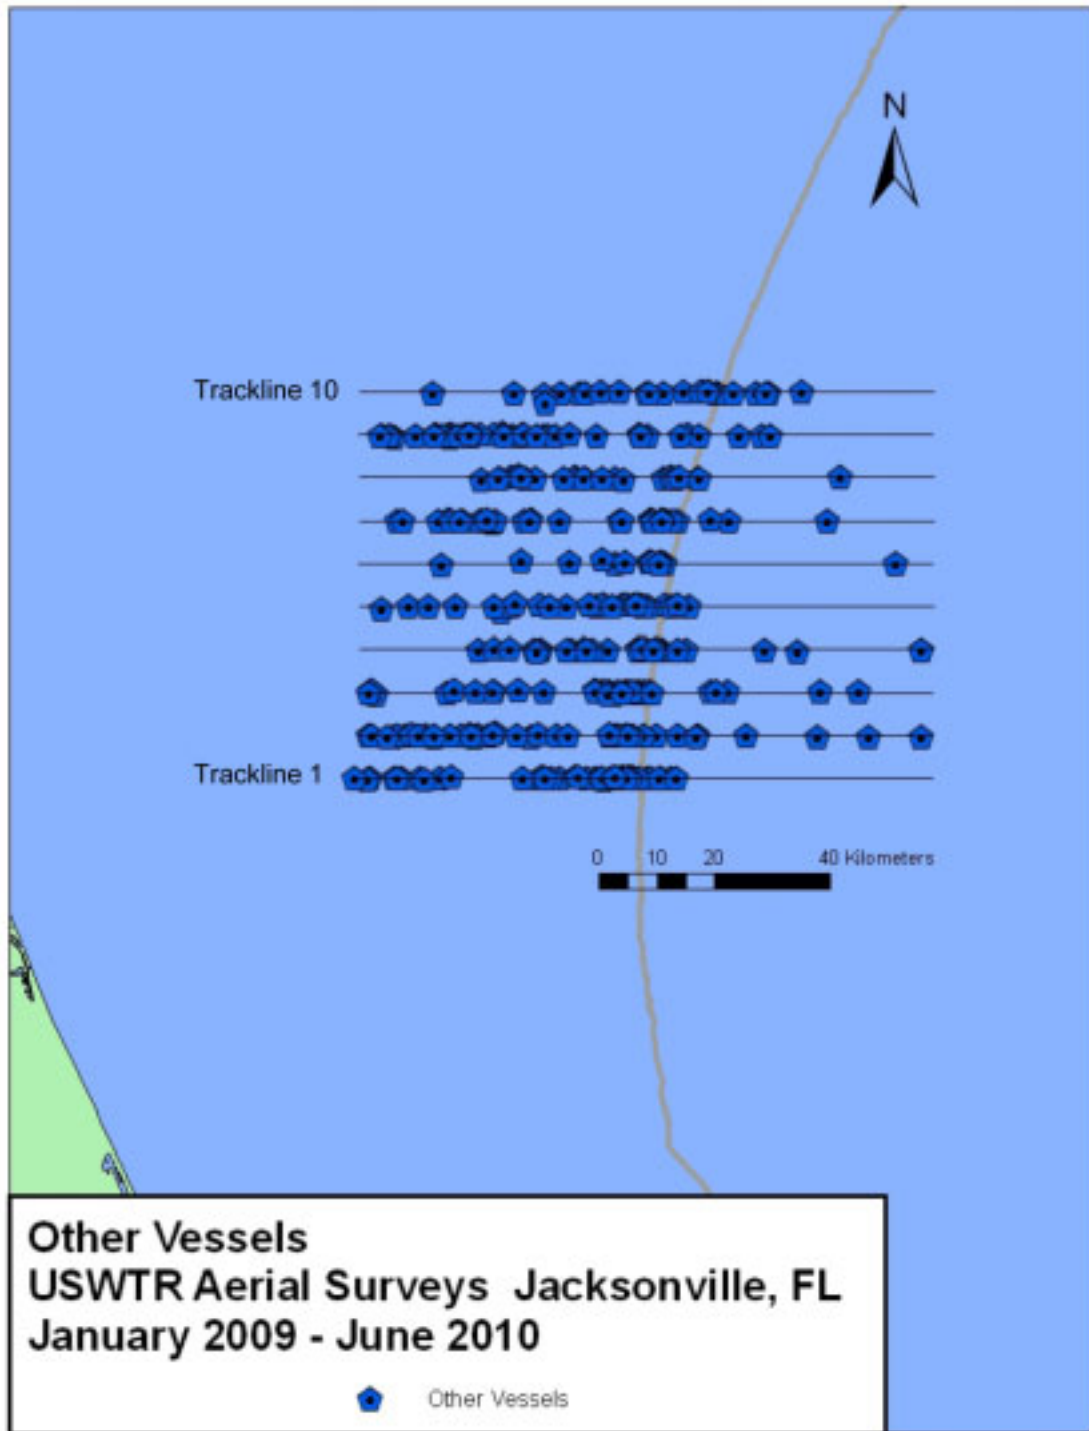 N
Trackline 10
Trackline 1
0 10 20 40 Kilometers
Other Vessels
USWTR Aerial Surveys Jacksonville, FL
January 2009 - June 2010
Other Vessels